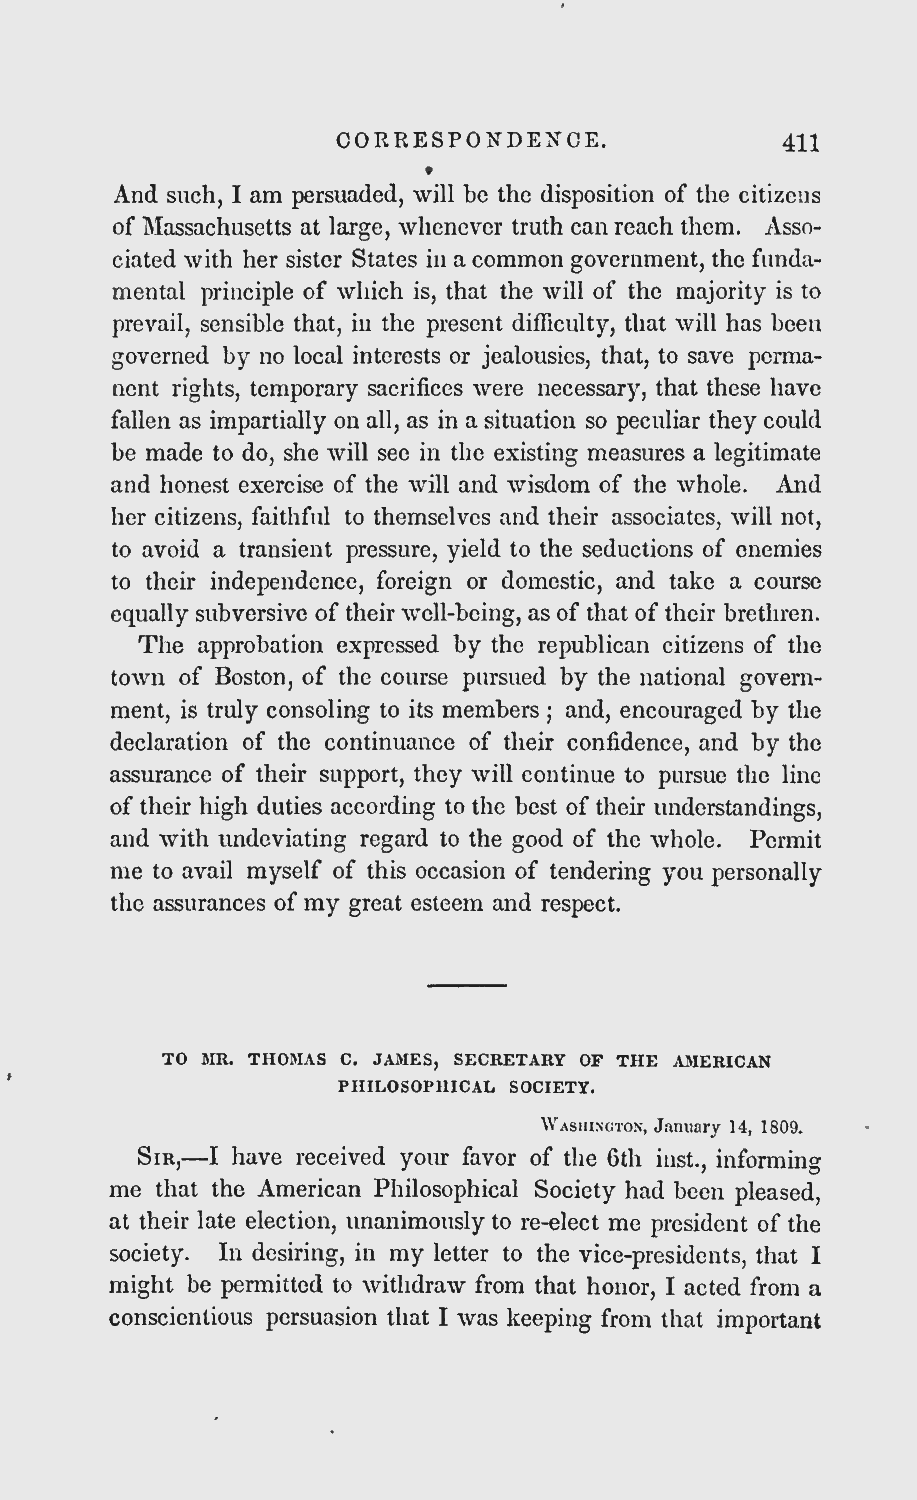 CORRESPONDENCE. 411
And such, I am persuaded, will be the disposition of the citizens
of Massachusetts at large, whenever truth can reach them. Asso-
ciated with her sister States in a common government, the funda-
mental principle of which is, that the will of the majority is to
prevail, sensible that, in the present difficulty, that will has been
governed by no local interests or jealousies, that, to save perma-
nent rights, temporary sacrifices were necessary, that these have
fallen as impartially on all, as in a situation so peculiar they could
be made to do, she will see in the existing measures a legitimate
and honest exercise of the will and wisdom of the whole. And
her citizens, faithful to themselves and their associates, will not,
to avoid a transient pressure, yield to the seductions of enemies
to their independence, foreign or domestic, and take a course
equally subversive of their well-being, as of that of their brethren.
The approbation expressed by the republican citizens of the
town of Boston, of the course pursued by the national govern-
ment, is truly consoling to its members; and, encouraged by the
declaration of the continuance of their confidence, and by the
assurance of their support, they will continue to pursue the line
of their high duties according to the best of their understandings,
and with undeviating regard to the good of the whole. Permit
me to avail myself of this occasion of tendering you personally
the assurances of my great esteem and respect.
TO MR. THOMAS C. JAMES, SECRETARY OF THE AMERICAN
PHILOSOPHICAL SOCIETY.
WASHINGTON, January 14, 1809.
SIR,—I have received your favor of the 6th inst., informing
me that the American Philosophical Society had been pleased,
at their late election, unanimously to re-elect me president of the
society. In desiring, in my letter to the vice-presidents, that I
might be permitted to withdraw from that honor, I acted from a
conscientious persuasion that I was keeping from that important